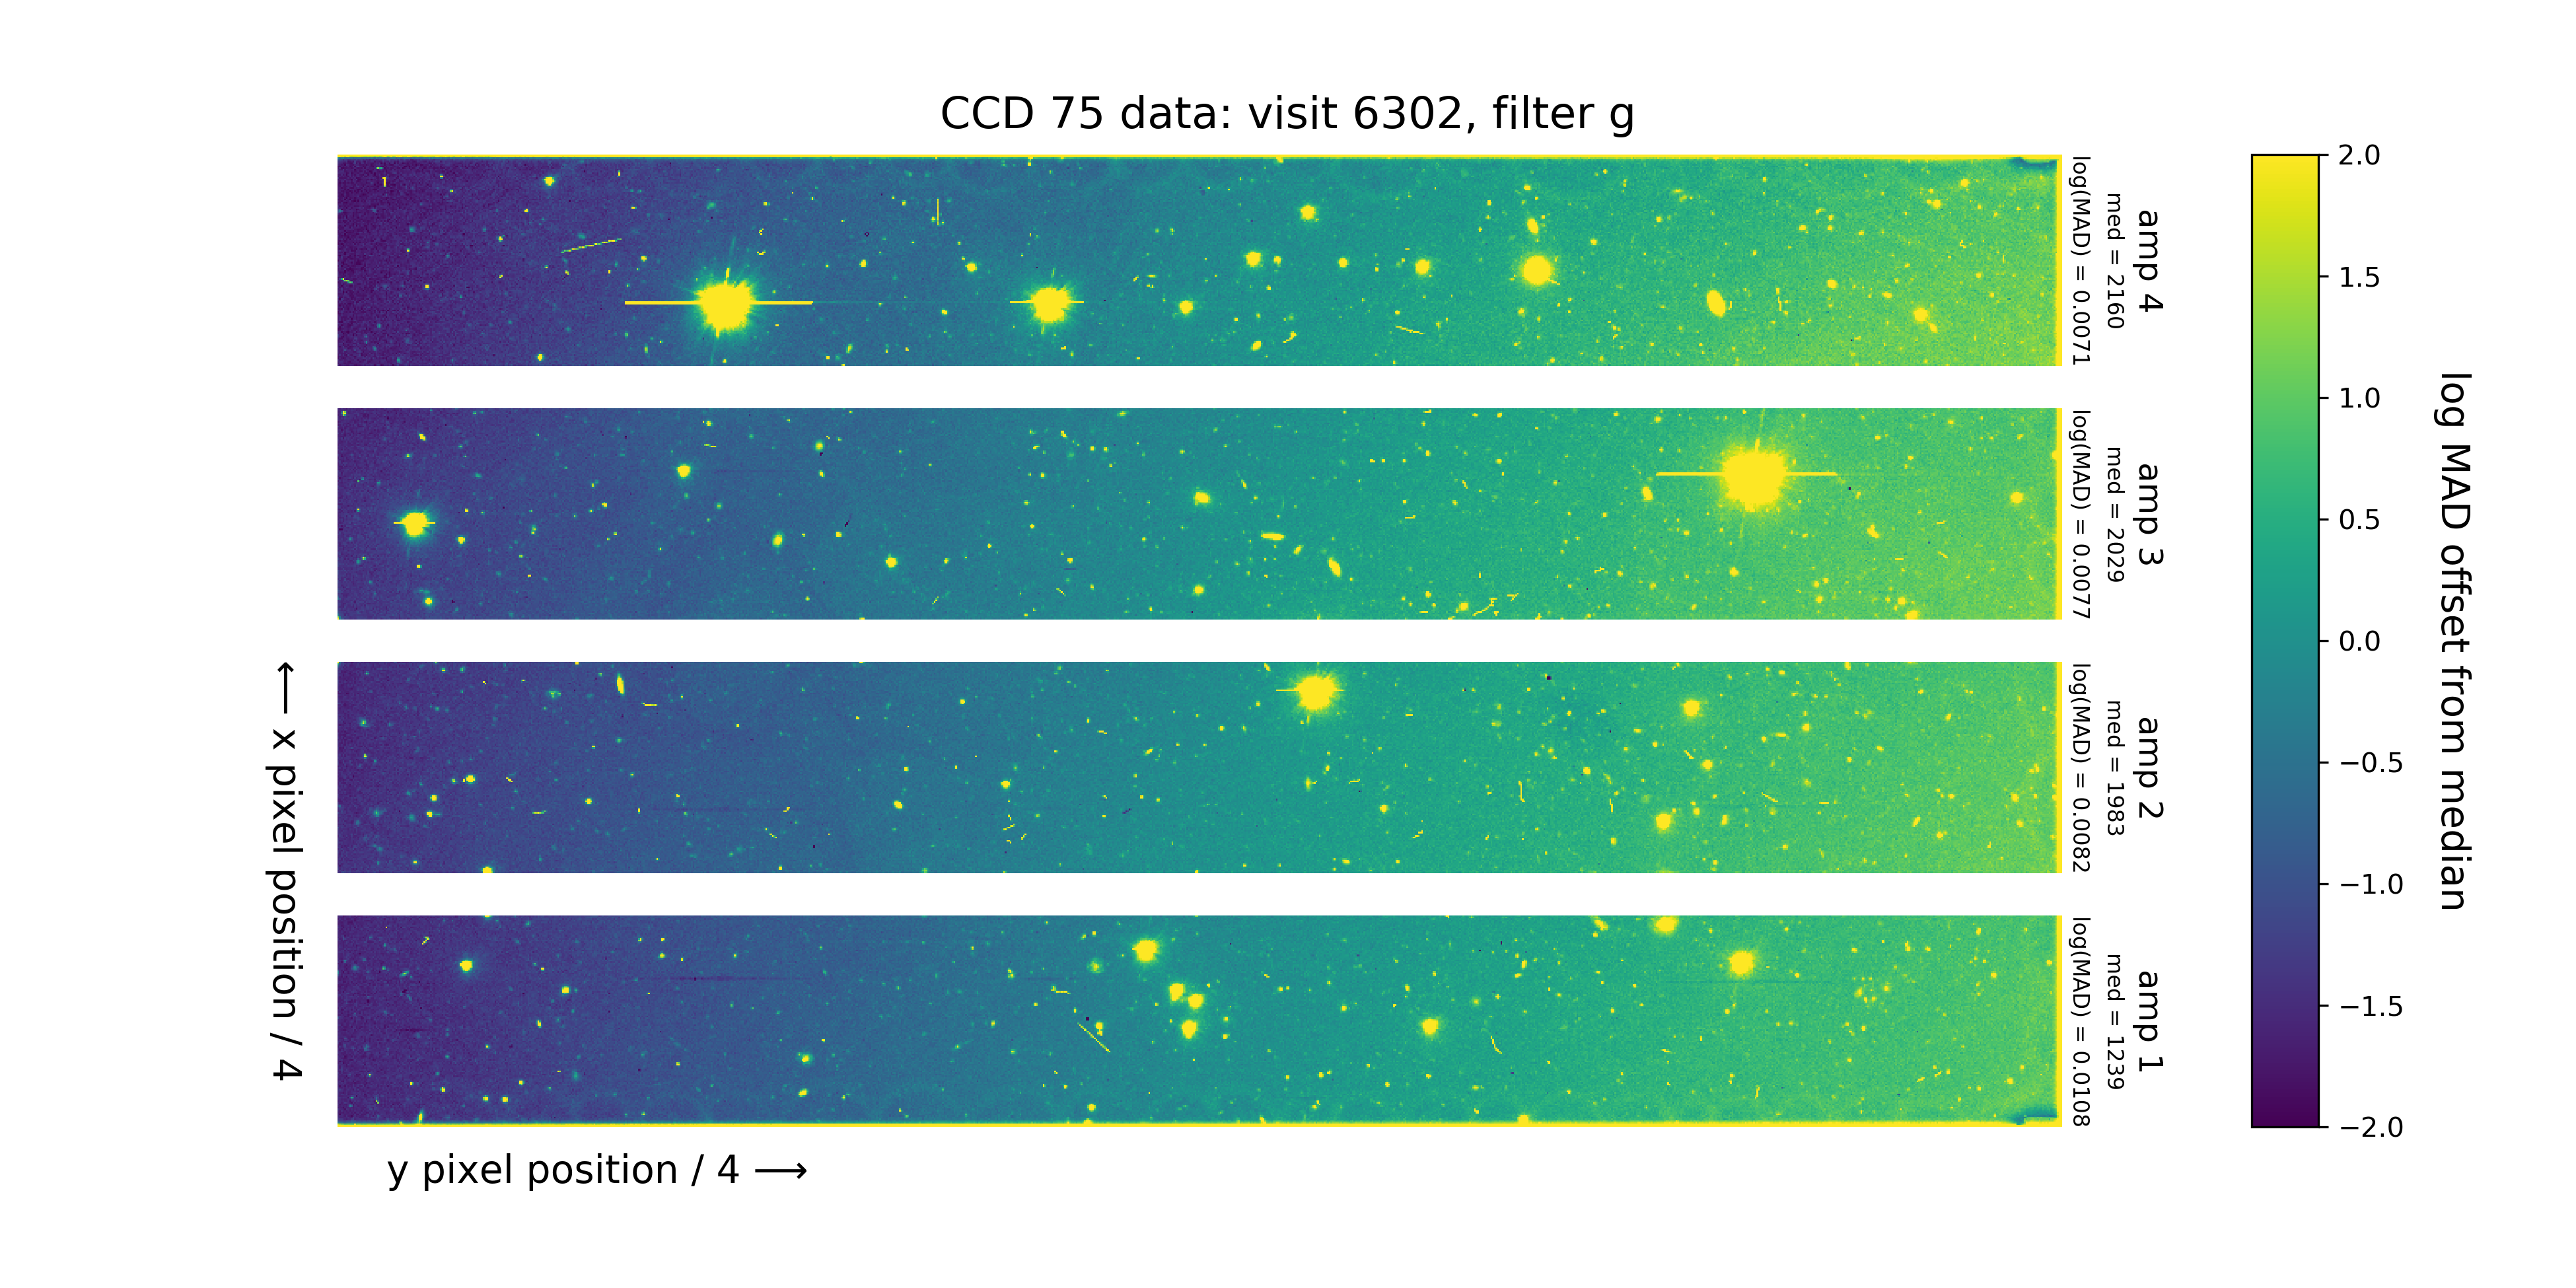 CCD 75 data: visit 6302, filter g
amp 4
med = 2160
log(MAD) = 0.0071
amp 3
med = 2029
log(MAD) = 0.0077
amp 2
med = 1983
log(MAD) = 0.0082
amp 1
med = 1239
log(MAD) = 0.0108
⟵ x pixel position / 4
y pixel position / 4 ⟶
2.0
1.5
1.0
0.5
0.0
−0.5
−1.0
−1.5
−2.0
log MAD offset from median